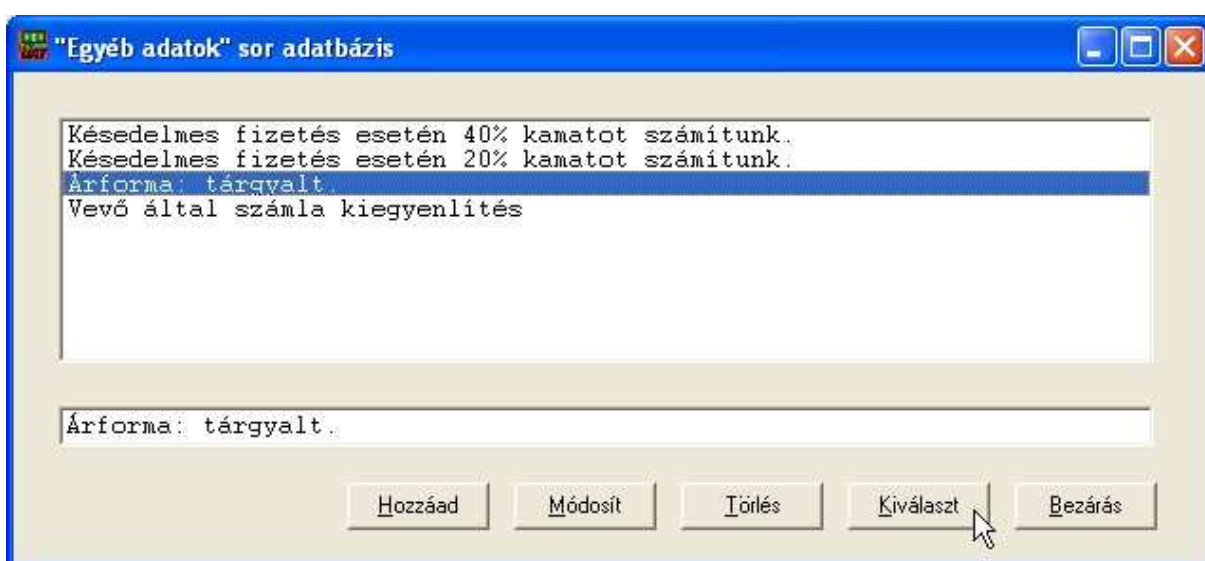 "Egyéb adatok" sor adatbázis
Késedelmes fizetés esetén 40% kamatot számítunk.
Késedelmes fizetés esetén 20% kamatot számítunk.
Árforma: tárgyalt.
Vevő által számla kiegyenlítés
Árforma: tárgyalt.
Hozzáad Módosít Törlés Kiválaszt Bezárás